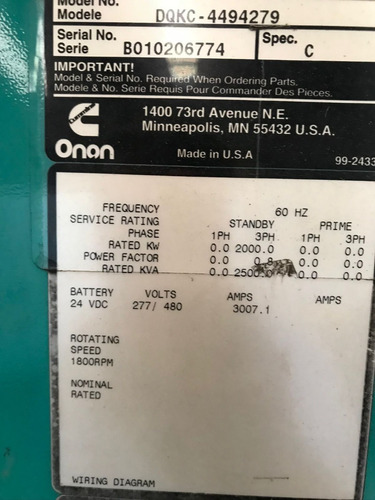 Model No.
Modele DQKC-4494279
Serial No. Spec.
Serie B010206774 C
IMPORTANT!
Model & Serial No. Required When Ordering Parts.
Modele & No. Serie Requis Pour Commander Des Pieces.
Cummins
Onan
1400 73rd Avenue N.E.
Minneapolis, MN 55432 U.S.A.
Made in U.S.A
99-2433
FREQUENCY 60 HZ
SERVICE RATING STANDBY PRIME
PHASE 1PH 3PH 1PH 3PH
RATED KW 0.0 2000.0 0.0 0.0
POWER FACTOR 0.0 0.8 0.0 0.0
RATED KVA 0.0 2500.0 0.0 0.0
BATTERY VOLTS AMPS AMPS
24 VDC 277/ 480 3007.1
ROTATING
SPEED
1800RPM
NOMINAL
RATED
WIRING DIAGRAM